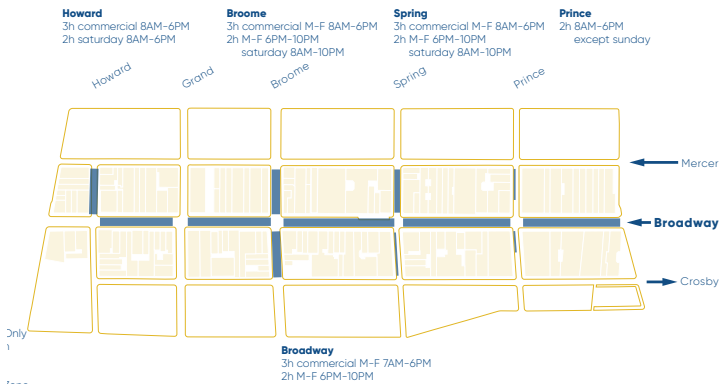 Howard
3h commercial 8AM-6PM
2h saturday 8AM-6PM
Broome
3h commercial M-F 8AM-6PM
2h M-F 6PM-10PM
saturday 8AM-10PM
Spring
3h commercial M-F 8AM-6PM
2h M-F 6PM-10PM
saturday 8AM-10PM
Prince
2h 8AM-6PM
except sunday
Howard
Grand
Broome
Spring
Prince
Mercer
Broadway
Crosby
Only
Broadway
3h commercial M-F 7AM-6PM
2h M-F 6PM-10PM